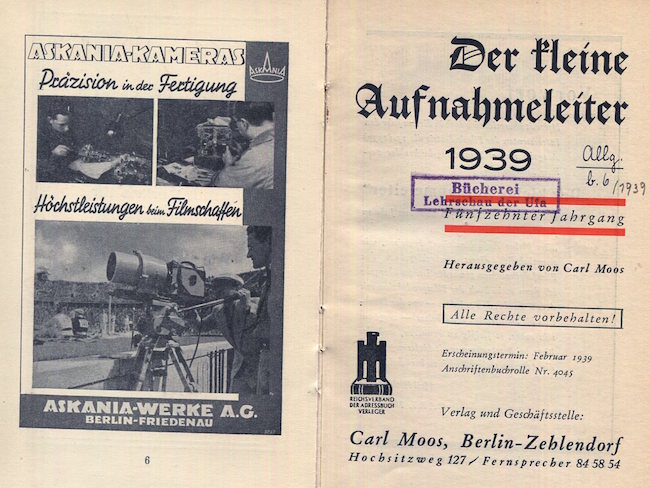 ASKANIA-KAMERAS
ASKANIA
Präzision in der Fertigung
Höchstleistungen beim Filmschaffen
ASKANIA-WERKE A.G.
BERLIN-FRIEDENAU
6
Der kleine
Aufnahmeleiter
1939
Allg.
b. 6/1939
Bücherei
Lehrschau der Ufa
Fünfzehnter Jahrgang
Herausgegeben von Carl Moos
Alle Rechte vorbehalten!
Erscheinungstermin: Februar 1939
Anschriftenbuchrolle Nr. 4045
REICHSVERBAND
DER ADRESSBUCH
VERLEGER
Verlag und Geschäftsstelle:
Carl Moos, Berlin-Zehlendorf
Hochsitzweg 127 / Fernsprecher 84 58 54